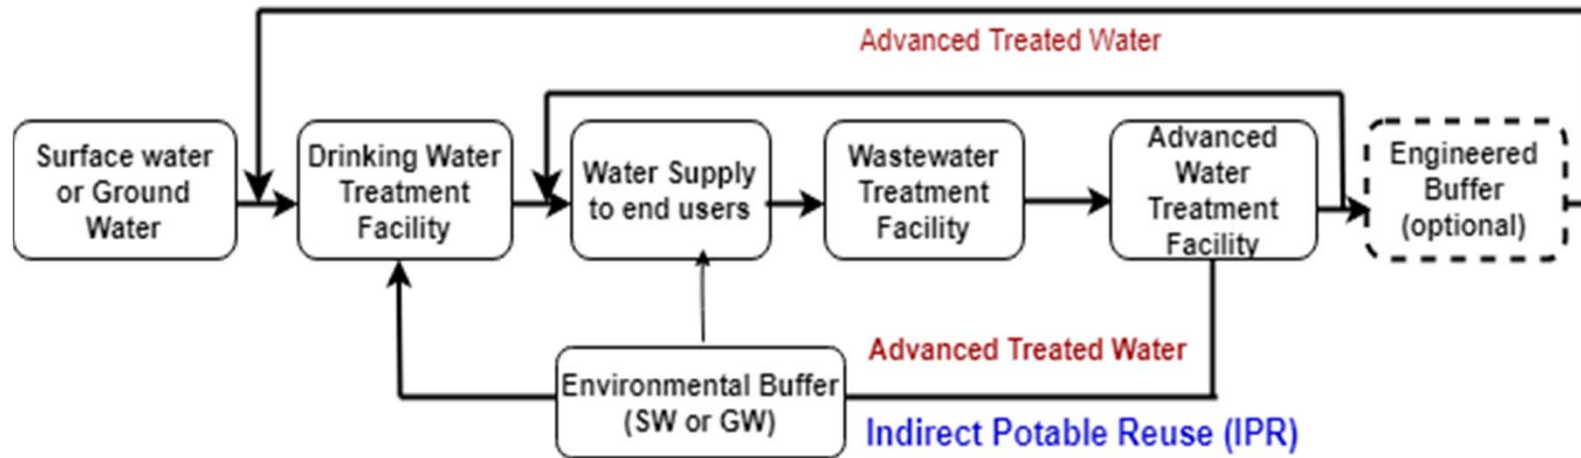 Advanced Treated Water
Surface water
or Ground
Water
Drinking Water
Treatment
Facility
Water Supply
to end users
Wastewater
Treatment
Facility
Advanced
Water
Treatment
Facility
Engineered
Buffer
(optional)
Environmental Buffer
(SW or GW)
Advanced Treated Water
Indirect Potable Reuse (IPR)